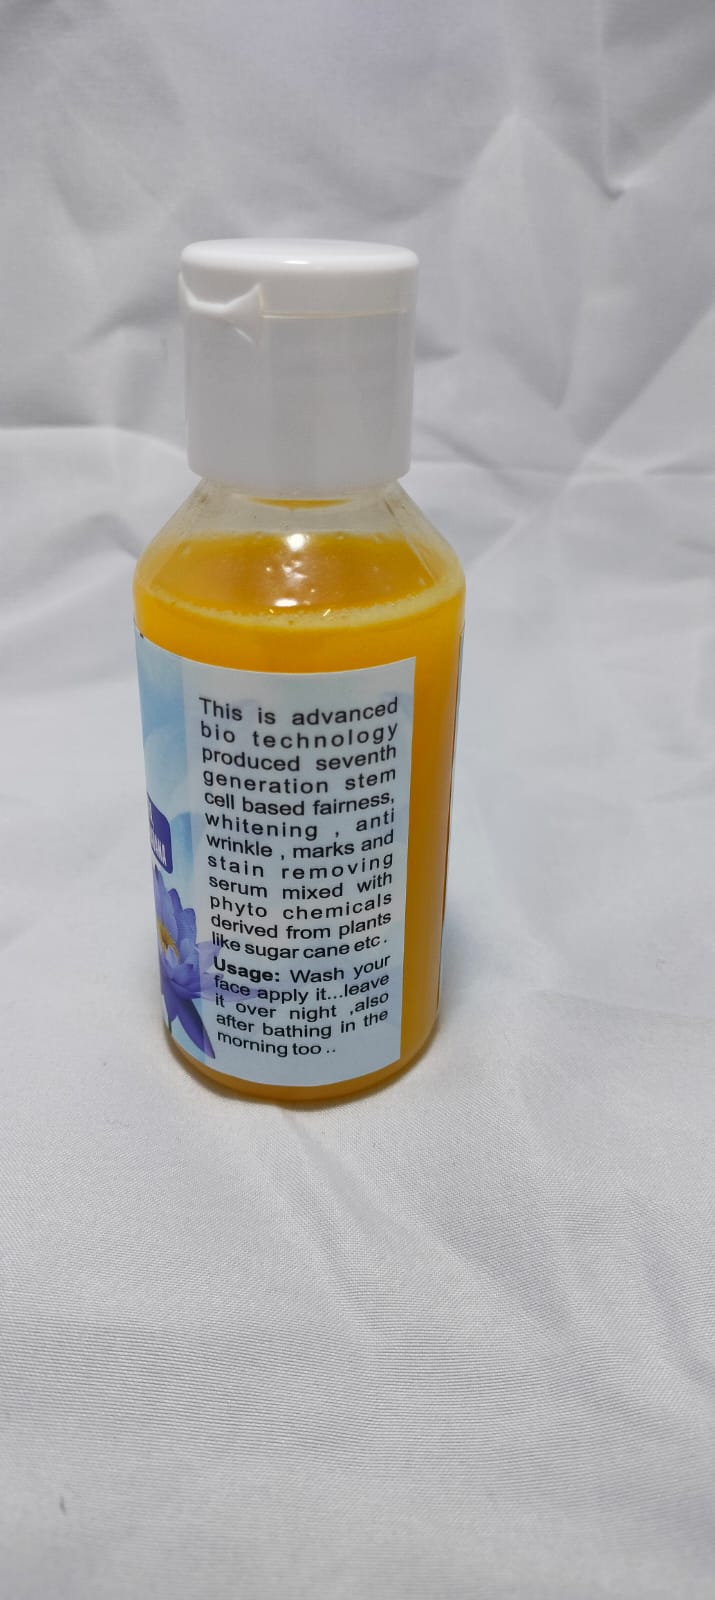 This is advanced
bio technology
produced seventh
generation stem
cell based fairness,
whitening , anti
wrinkle , marks and
stain removing
serum mixed with
phyto chemicals
derived from plants
like sugar cane etc .
Usage: Wash your
face apply it...leave
it over night ,also
after bathing in the
morning too ..